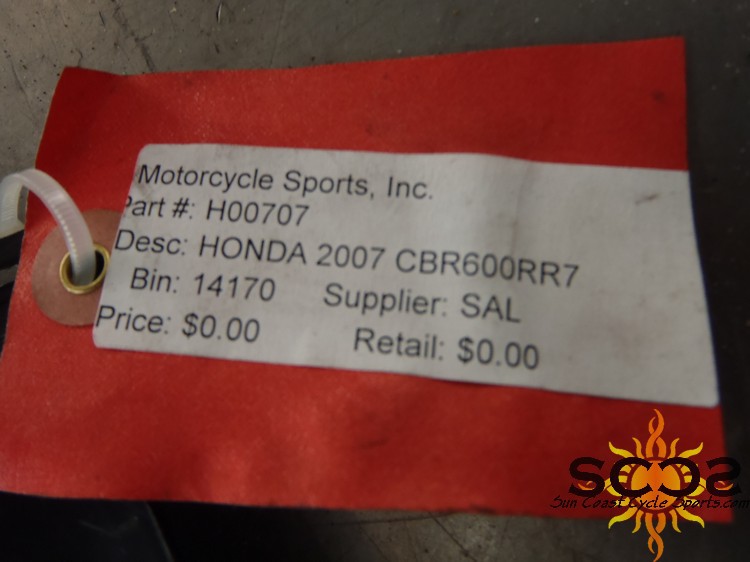 Motorcycle Sports, Inc.
Part #: H00707
Desc: HONDA 2007 CBR600RR7
Bin: 14170 Supplier: SAL
Price: $0.00 Retail: $0.00
SCCS
Sun Coast Cycle Sports.com